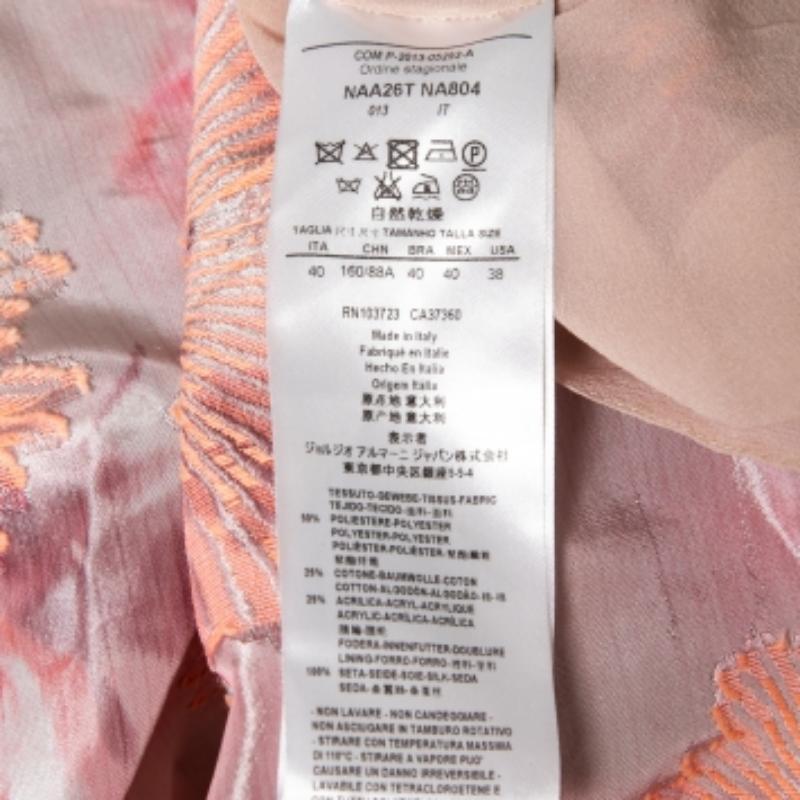 COM P-2013-05292-A
Ordine stagionale
NAA26T NA804
013 IT
P
自然乾燥
TAGLIA 尺寸 尺寸 TAMANHO TALLA SIZE
ITA CHN BRA MEX USA
40 160/88A 40 40 38
RN103723 CA37360
Made in Italy
Fabriqué en Italie
Hecho En Italia
Origem Itália
原产地 意大利
表示者
ジョルジオ アルマーニ ジャパン株式会社
東京都中央区銀座5-5-4
TESSUTO-GEWEBE-TISSUS-FABRIC
TEJIDO-TECIDO-
50% POLIESTERE-POLYESTER
POLYESTER-POLYESTER
POLIÉSTER-POLIÉSTER-
25% COTONE-BAUMWOLLE-COTON
COTTON-ALGODÓN-ALGODÃO-
25% ACRILICA-ACRYL-ACRYLIQUE
ACRYLIC-ACRÍLICA-ACRÍLICA
FODERA-INNENFUTTER-DOUBLURE
LINING-FORRO-FORRO-
100% SETA-SEIDE-SOIE-SILK-SEDA
SEDA-
- NON LAVARE - NON CANDEGGIARE -
NON ASCIUGARE IN TAMBURO ROTATIVO
- STIRARE CON TEMPERATURA MASSIMA
DI 110°C - STIRARE A VAPORE PUO'
CAUSARE UN DANNO IRREVERSIBILE -
LAVABILE CON TETRACLOROETENE E